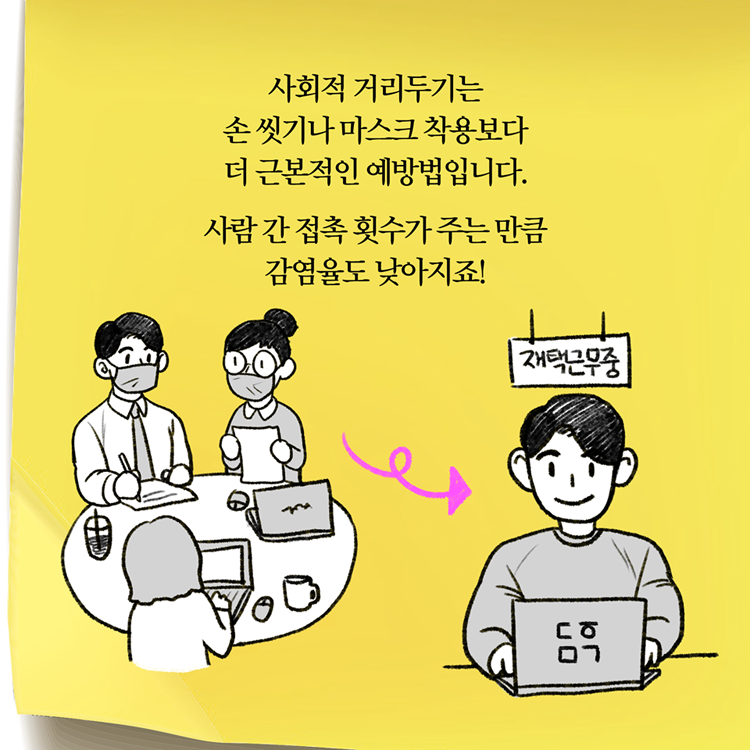 사회적 거리두기는
손 씻기나 마스크 착용보다
더 근본적인 예방법입니다.
사람 간 접촉 횟수가 주는 만큼
감염율도 낮아지죠!
재택근무중
듬직